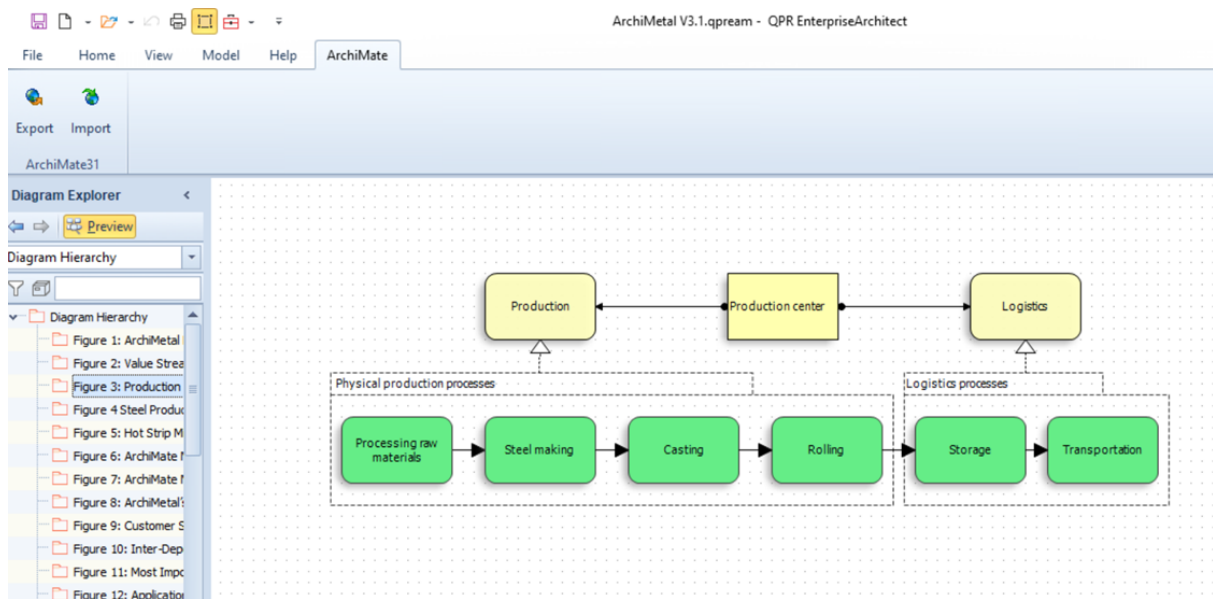 ArchiMetal V3.1.qpream - QPR EnterpriseArchitect
File Home View Model Help ArchiMate
Export Import
ArchiMate31
Diagram Explorer
Preview
Diagram Hierarchy
Diagram Hierarchy
Figure 1: ArchiMetal
Figure 2: Value Strea
Figure 3: Production
Figure 4 Steel Produc
Figure 5: Hot Strip M
Figure 6: ArchiMate
Figure 7: ArchiMate
Figure 8: ArchiMetal's
Figure 9: Customer S
Figure 10: Inter-Dep
Figure 11: Most Impo
Figure 12: Application
Production
Production center
Logistics
Physical production processes
Logistics processes
Processing raw
materials
Steel making
Casting
Rolling
Storage
Transportation